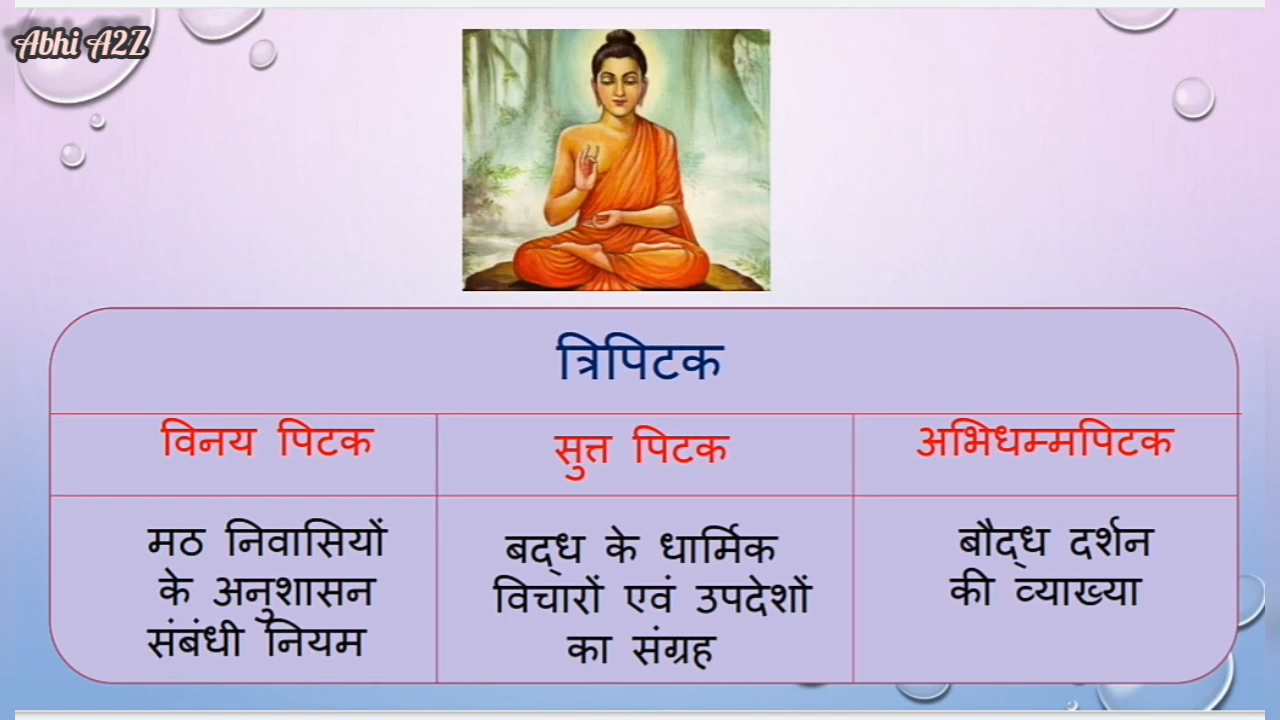 Abhi A2Z
त्रिपिटक
विनय पिटक
सुत्त पिटक
अभिधम्मपिटक
मठ निवासियों
के अनुशासन
संबंधी नियम
बद्ध के धार्मिक
विचारों एवं उपदेशों
का संग्रह
बौद्ध दर्शन
की व्याख्या